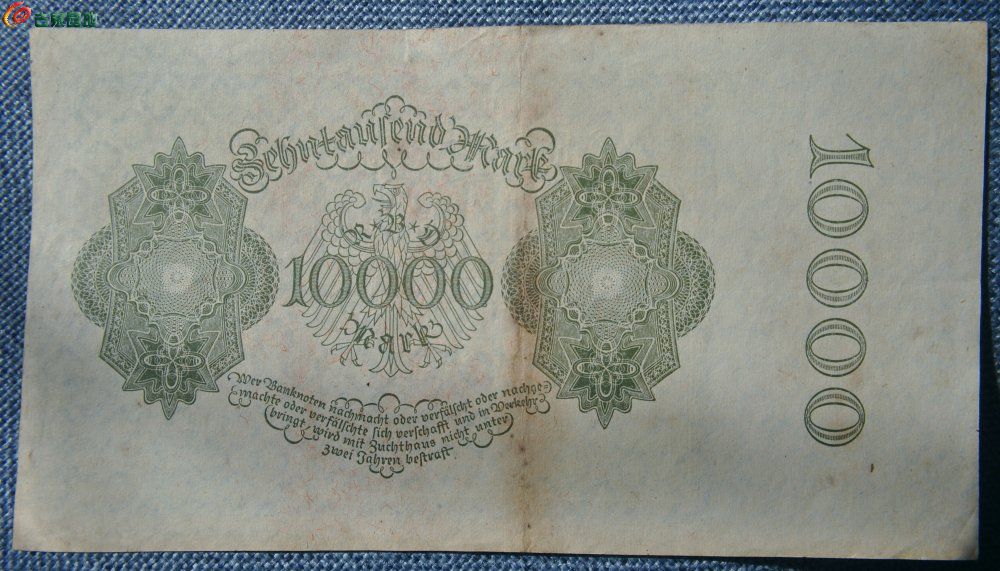 Zehntausend Mark
R B D
10000
Mark
Wer Banknoten nachmacht oder verfälscht oder nachge-
machte oder verfälschte sich verschafft und in Verkehr
bringt, wird mit Zuchthaus nicht unter
zwei Jahren bestraft.
10000